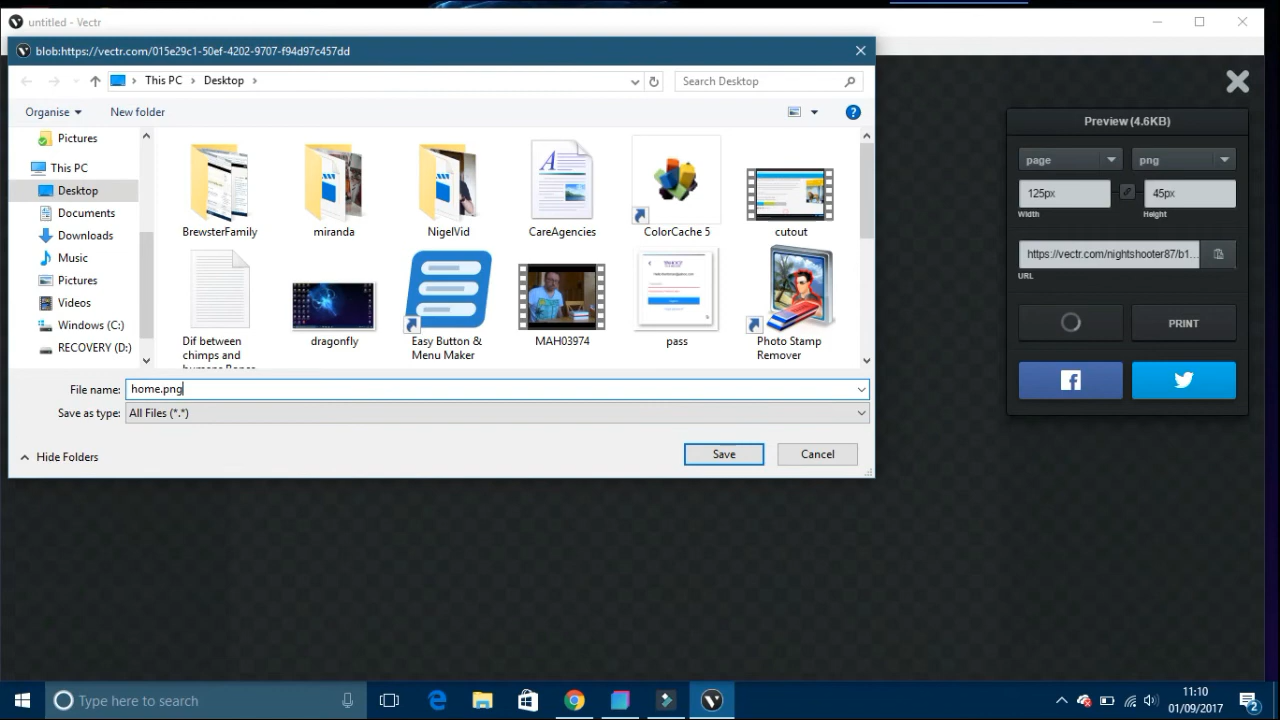 untitled - Vectr
blob:https://vectr.com/015e29c1-50ef-4202-9707-f94d97c457dd
This PC
Desktop
Search Desktop
Organise
New folder
Pictures
This PC
Desktop
Documents
Downloads
Music
Pictures
Videos
Windows (C:)
RECOVERY (D:)
BrewsterFamily
miranda
NigelVid
CareAgencies
ColorCache 5
cutout
Dif between
chimps and
dragonfly
Easy Button &
Menu Maker
MAH03974
pass
Photo Stamp
Remover
File name: home.png
Save as type: All Files (*.*)
Hide Folders
Save
Cancel
Preview (4.6KB)
page
png
125px
45px
Width
Height
https://vectr.com/nightshooter87/b1...
URL
PRINT
Type here to search
11:10
01/09/2017
2